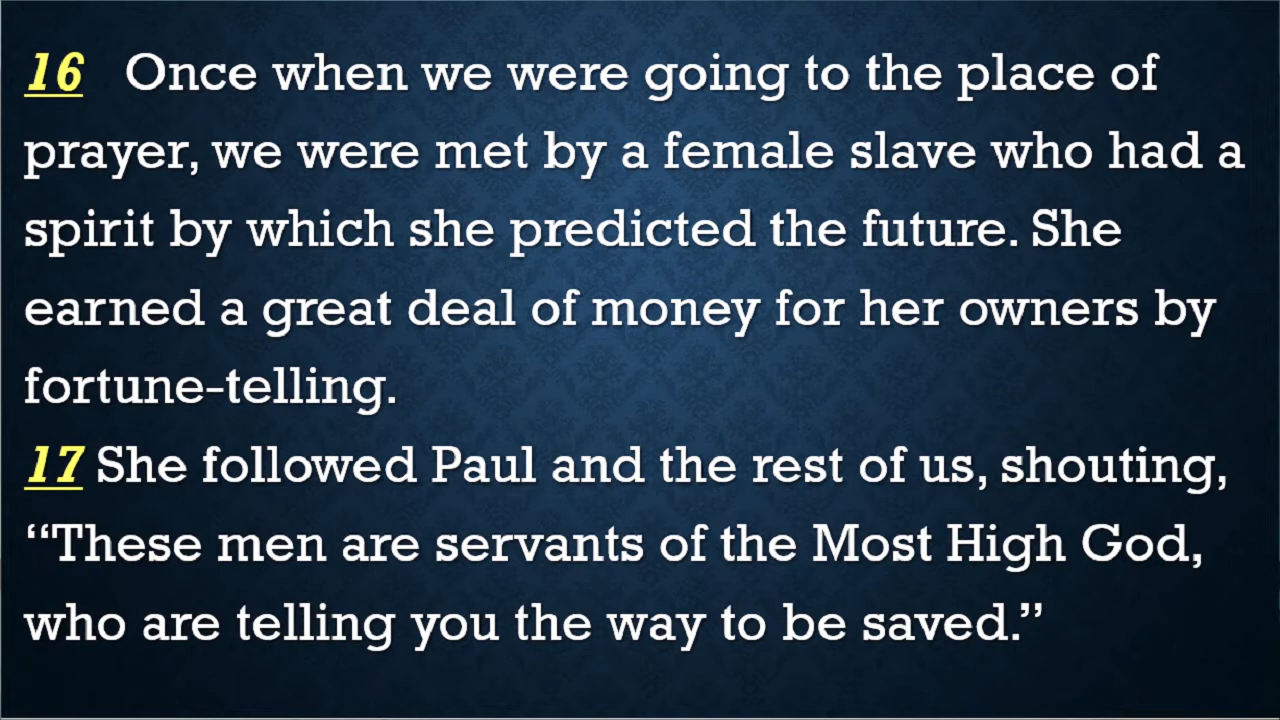 16 Once when we were going to the place of
prayer, we were met by a female slave who had a
spirit by which she predicted the future. She
earned a great deal of money for her owners by
fortune-telling.
17 She followed Paul and the rest of us, shouting,
“These men are servants of the Most High God,
who are telling you the way to be saved.”